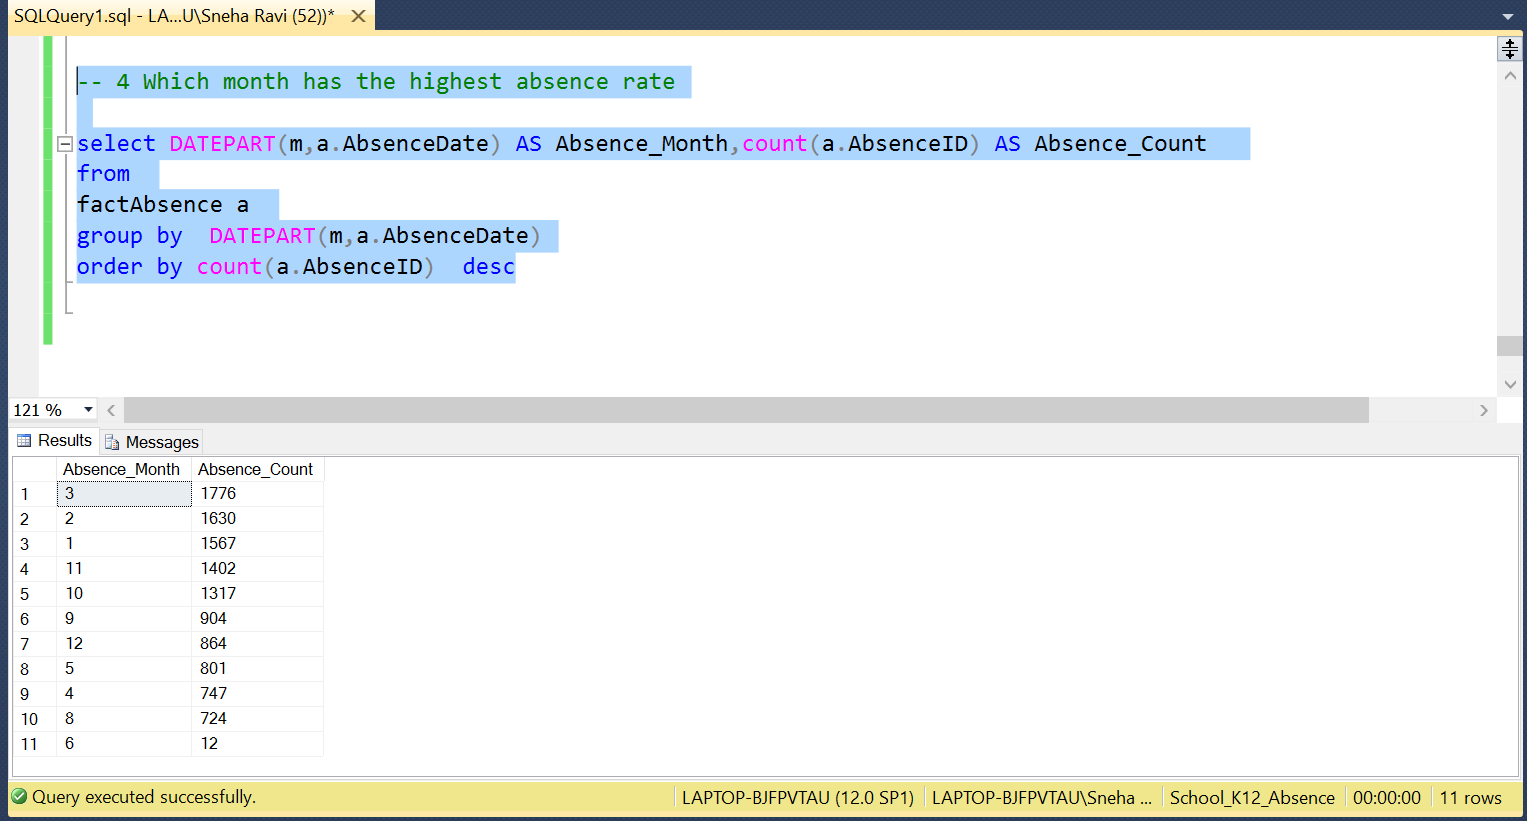 SQLQuery1.sql - LA...U\Sneha Ravi (52))*
-- 4 Which month has the highest absence rate
select DATEPART(m,a.AbsenceDate) AS Absence_Month,count(a.AbsenceID) AS Absence_Count
from
factAbsence a
group by  DATEPART(m,a.AbsenceDate)
order by count(a.AbsenceID)  desc
121 %
Results Messages
Absence_Month Absence_Count
1 3 1776
2 2 1630
3 1 1567
4 11 1402
5 10 1317
6 9 904
7 12 864
8 5 801
9 4 747
10 8 724
11 6 12
Query executed successfully. LAPTOP-BJFPVTAU (12.0 SP1) LAPTOP-BJFPVTAU\Sneha ... School_K12_Absence 00:00:00 11 rows